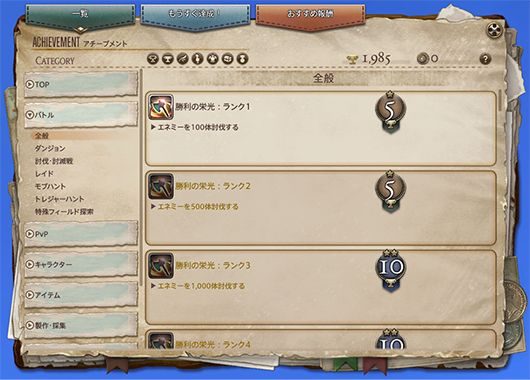 一覧
もうすぐ達成！
おすすめ報酬
ACHIEVEMENT アチーブメント
CATEGORY
1,985
0
?
TOP
バトル
全般
ダンジョン
討伐・討滅戦
レイド
モブハント
トレジャーハント
特殊フィールド探索
PvP
キャラクター
アイテム
製作・採集
全般
勝利の栄光：ランク1
エネミーを100体討伐する
5
勝利の栄光：ランク2
エネミーを500体討伐する
5
勝利の栄光：ランク3
エネミーを1,000体討伐する
10
勝利の栄光：ランク4
10